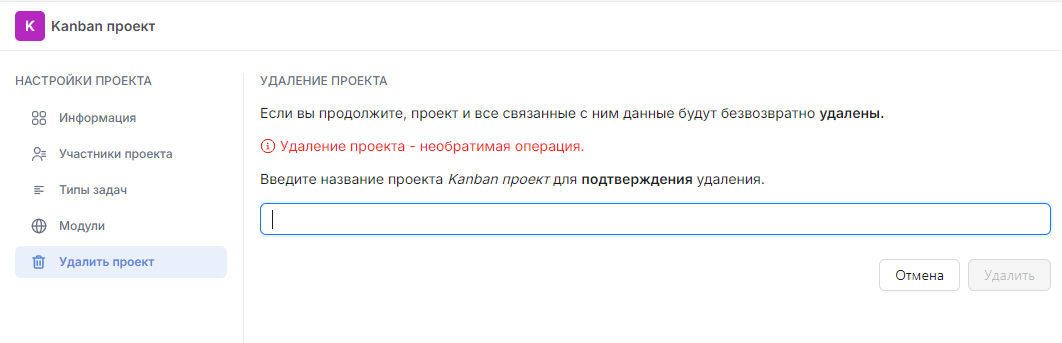 K Kanban проект
НАСТРОЙКИ ПРОЕКТА
Информация
Участники проекта
Типы задач
Модули
Удалить проект
УДАЛЕНИЕ ПРОЕКТА
Если вы продолжите, проект и все связанные с ним данные будут безвозвратно удалены.
Удаление проекта - необратимая операция.
Введите название проекта Kanban проект для подтверждения удаления.
Отмена Удалить